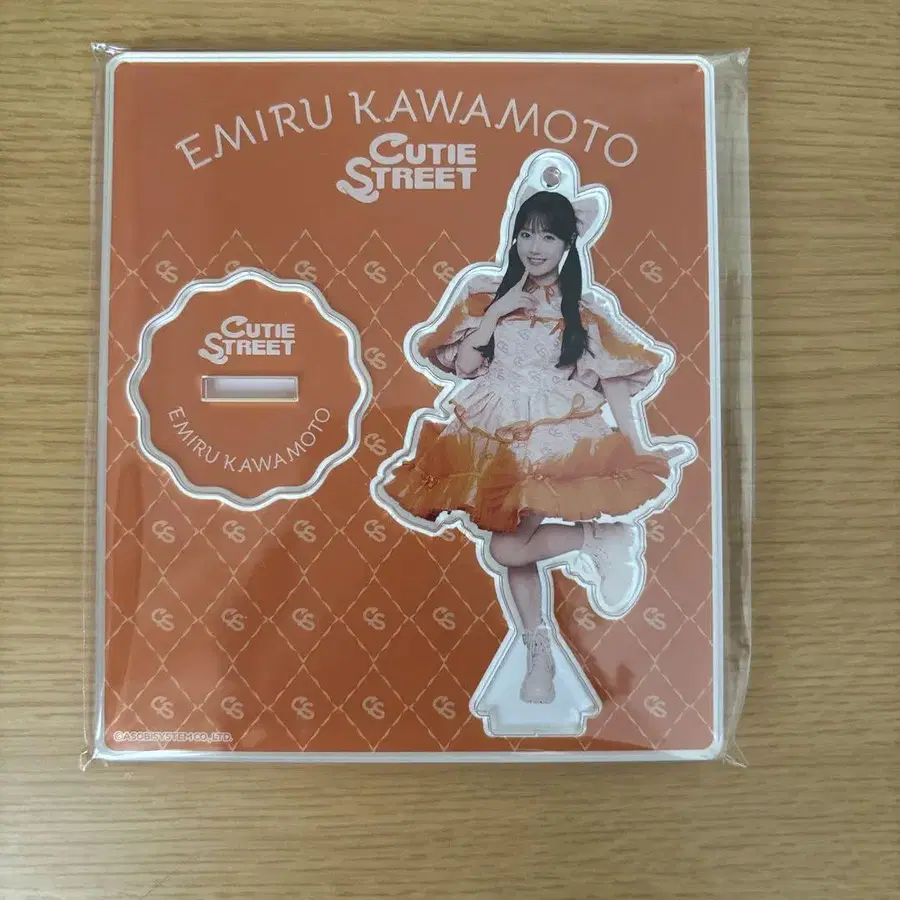 EMIRU KAWAMOTO
CUTIE
STREET
CUTIE
STREET
EMIRU KAWAMOTO
©ASOBISYSTEM CO.,LTD.